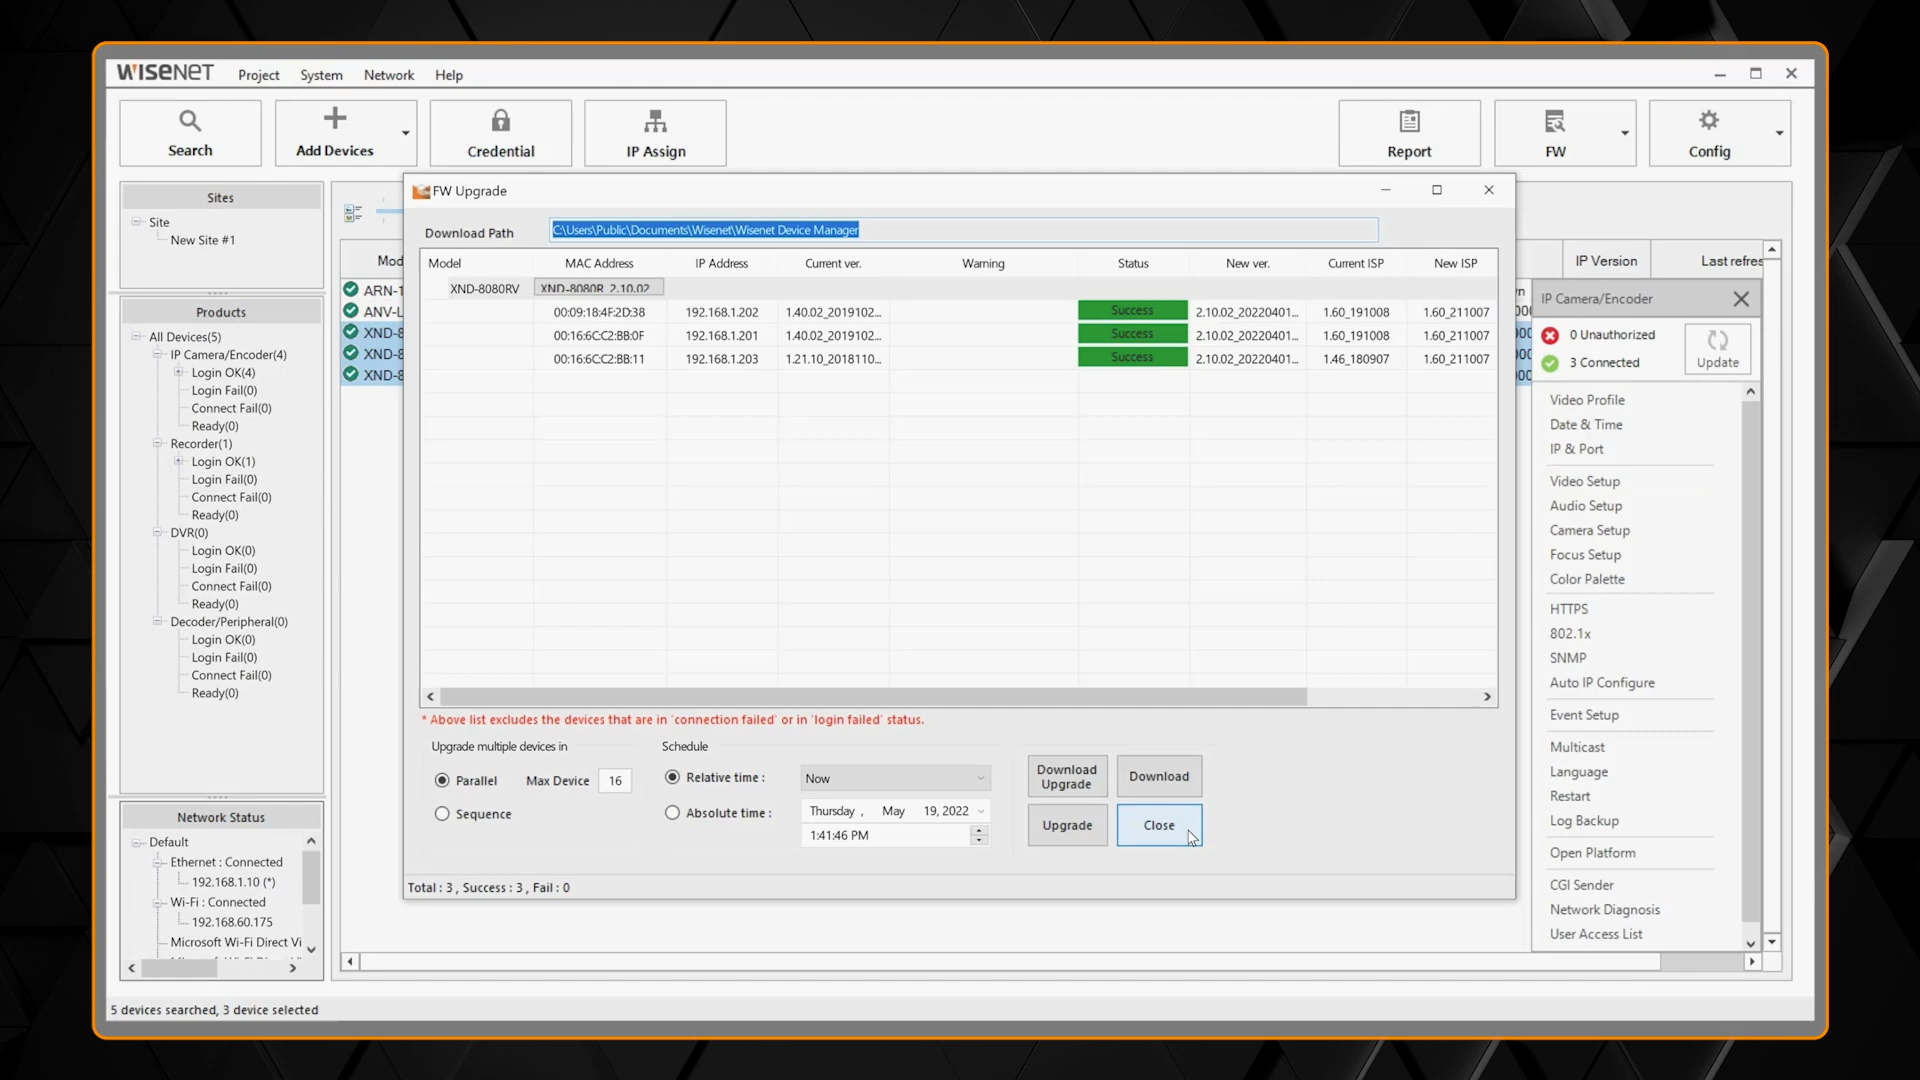 WISENET
Project
System
Network
Help
Search
Add Devices
Credential
IP Assign
Report
FW
Config
Sites
Site
New Site #1
Products
All Devices(5)
IP Camera/Encoder(4)
Login OK(4)
Login Fail(0)
Connect Fail(0)
Ready(0)
Recorder(1)
Login OK(1)
Login Fail(0)
Connect Fail(0)
Ready(0)
DVR(0)
Login OK(0)
Login Fail(0)
Connect Fail(0)
Ready(0)
Decoder/Peripheral(0)
Login OK(0)
Login Fail(0)
Connect Fail(0)
Ready(0)
Network Status
Default
Ethernet : Connected
192.168.1.10 (*)
Wi-Fi : Connected
192.168.60.175
Microsoft Wi-Fi Direct Vi
Mod
ARN-1
ANV-L
XND-8
XND-8
XND-8
FW Upgrade
Download Path C:\Users\Public\Documents\Wisenet\Wisenet Device Manager
Model MAC Address IP Address Current ver. Warning Status New ver. Current ISP New ISP
XND-8080RV XND-8080R_2.10.02
00:09:18:4F:2D:38 192.168.1.202 1.40.02_2019102... Success 2.10.02_20220401... 1.60_191008 1.60_211007
00:16:6C:C2:BB:0F 192.168.1.201 1.40.02_2019102... Success 2.10.02_20220401... 1.60_191008 1.60_211007
00:16:6C:C2:BB:11 192.168.1.203 1.21.10_2018110... Success 2.10.02_20220401... 1.46_180907 1.60_211007
* Above list excludes the devices that are in 'connection failed' or in 'login failed' status.
Upgrade multiple devices in
Parallel Max Device 16
Sequence
Schedule
Relative time : Now
Absolute time : Thursday , May 19, 2022
1:41:46 PM
Download Upgrade
Download
Upgrade
Close
Total : 3 , Success : 3 , Fail : 0
IP Version
Last refres
IP Camera/Encoder
0 Unauthorized
3 Connected
Update
Video Profile
Date & Time
IP & Port
Video Setup
Audio Setup
Camera Setup
Focus Setup
Color Palette
HTTPS
802.1x
SNMP
Auto IP Configure
Event Setup
Multicast
Language
Restart
Log Backup
Open Platform
CGI Sender
Network Diagnosis
User Access List
5 devices searched, 3 device selected